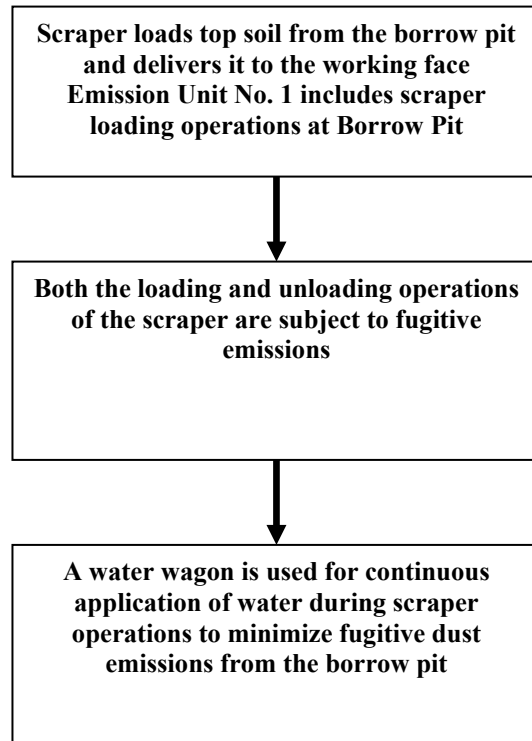 Scraper loads top soil from the borrow pit
and delivers it to the working face
Emission Unit No. 1 includes scraper
loading operations at Borrow Pit
Both the loading and unloading operations
of the scraper are subject to fugitive
emissions
A water wagon is used for continuous
application of water during scraper
operations to minimize fugitive dust
emissions from the borrow pit